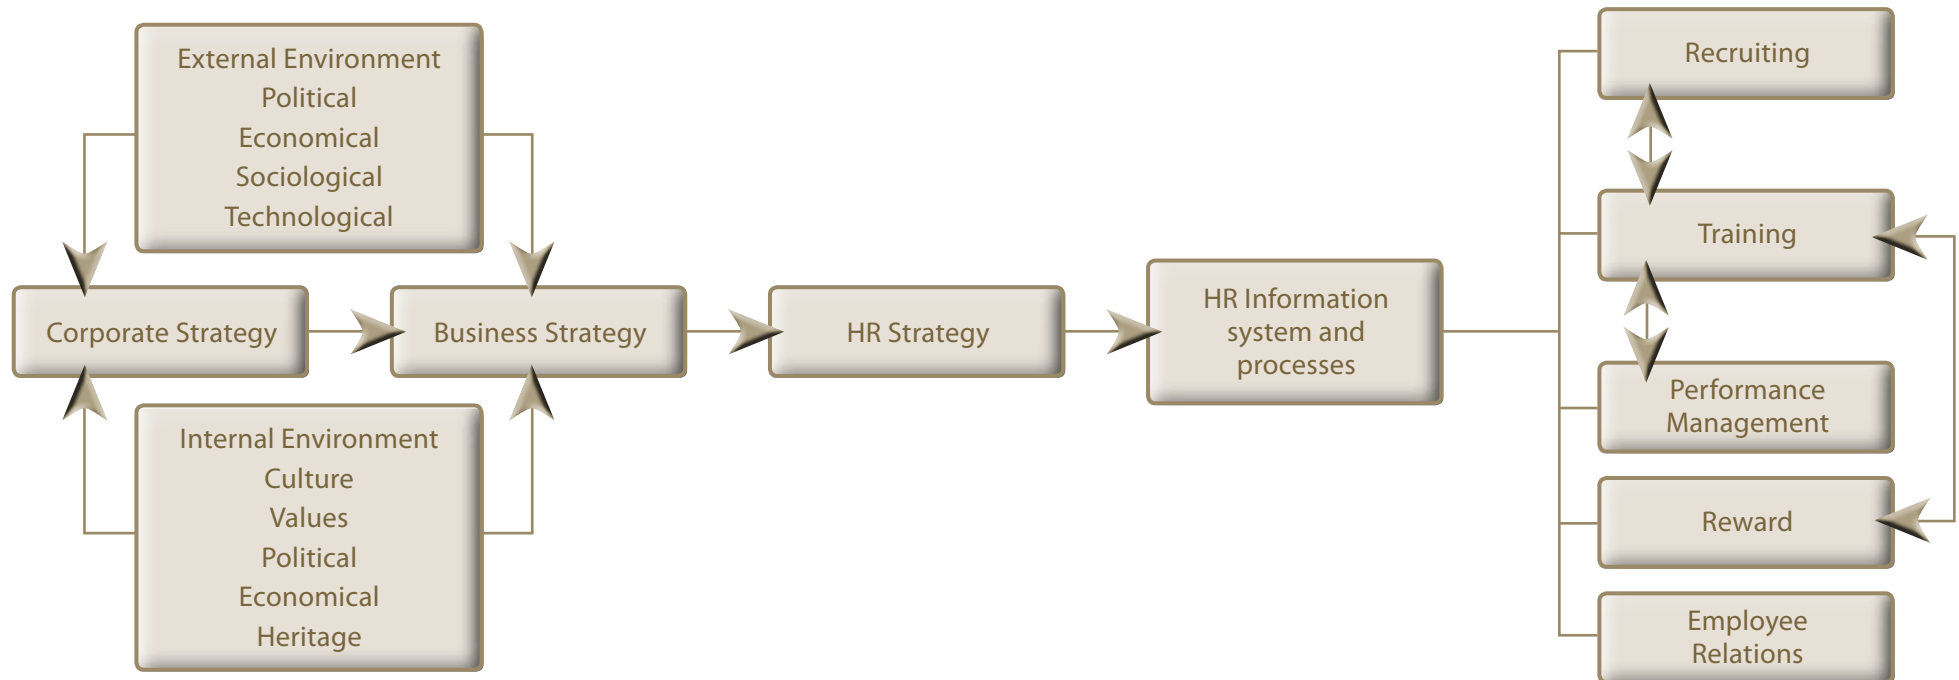 External Environment
Political
Economical
Sociological
Technological
Corporate Strategy
Business Strategy
HR Strategy
HR Information
system and
processes
Internal Environment
Culture
Values
Political
Economical
Heritage
Recruiting
Training
Performance
Management
Reward
Employee
Relations